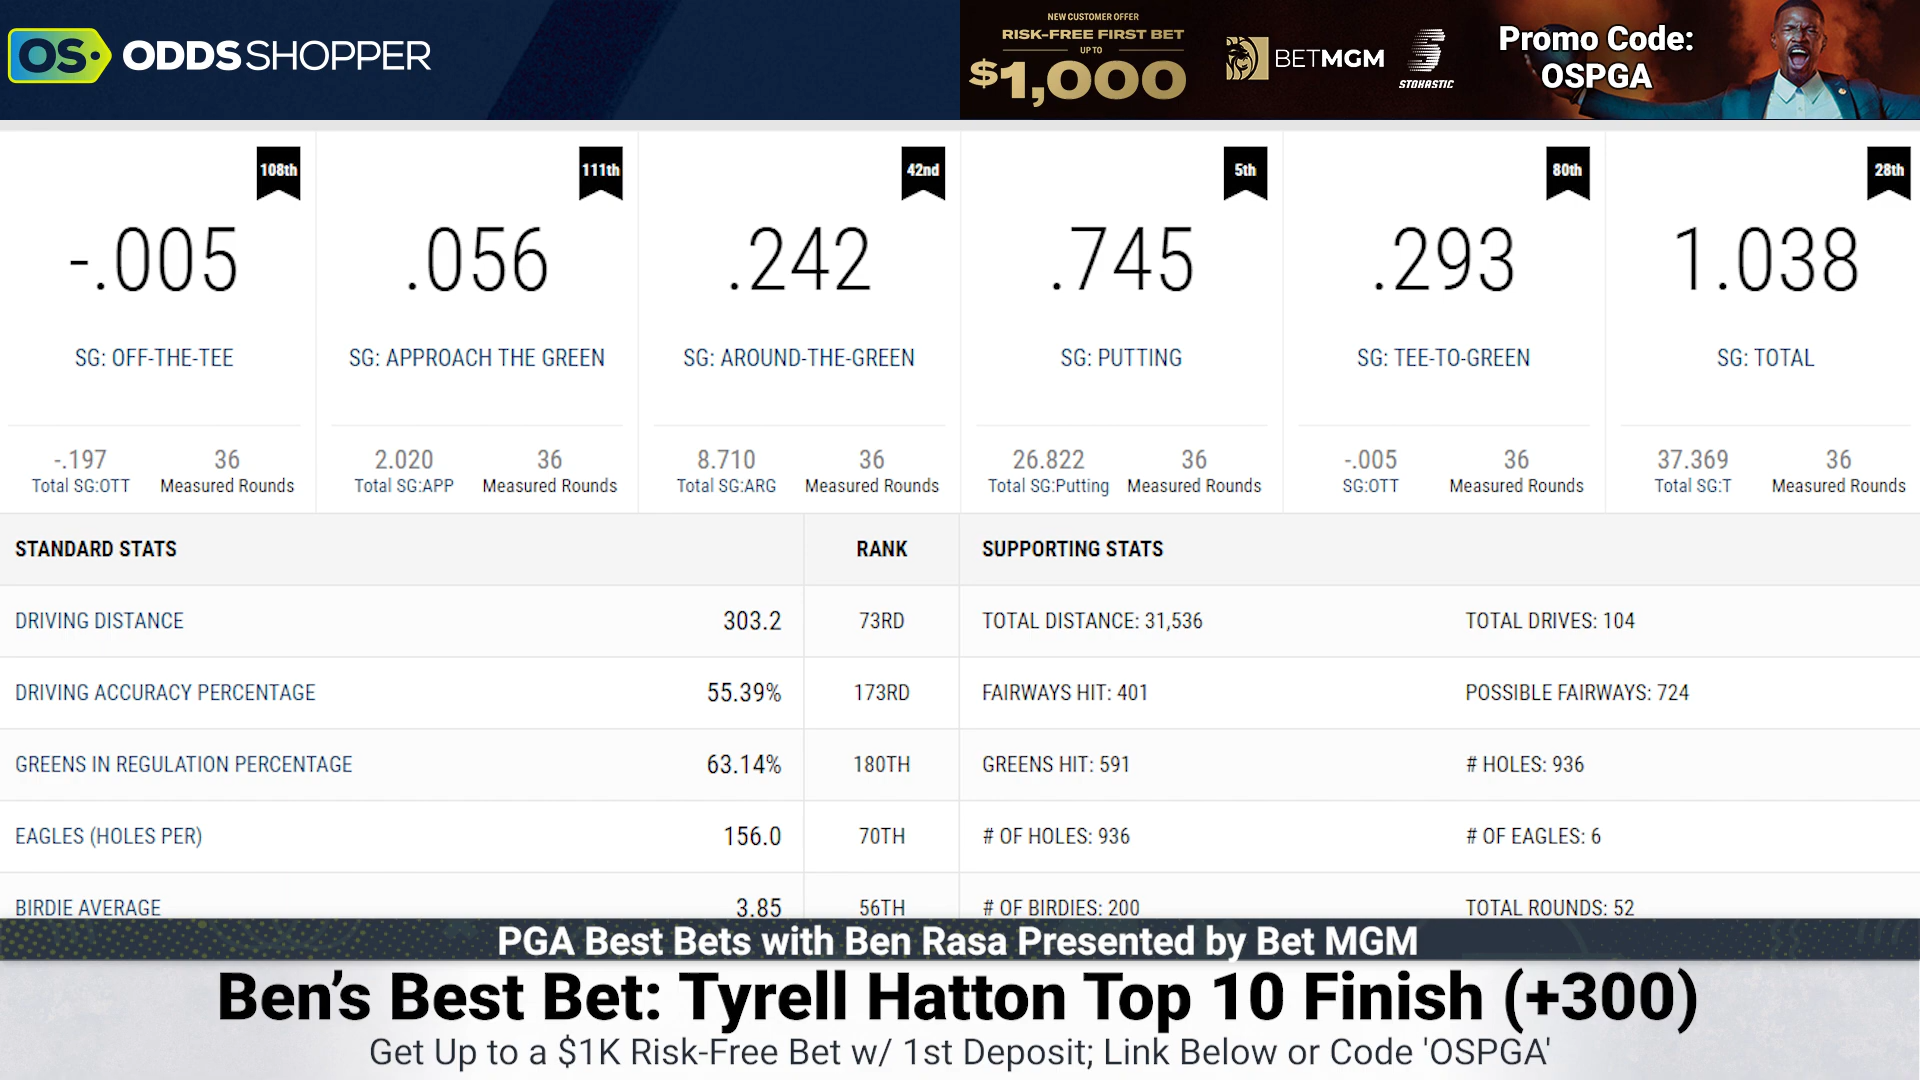 OS. ODDSSHOPPER
NEW CUSTOMER OFFER
RISK-FREE FIRST BET
UP TO
$1,000
BETMGM
STOKASTIC
Promo Code:
OSPGA
108th
111th
42nd
5th
80th
28th
-.005
.056
.242
.745
.293
1.038
SG: OFF-THE-TEE
SG: APPROACH THE GREEN
SG: AROUND-THE-GREEN
SG: PUTTING
SG: TEE-TO-GREEN
SG: TOTAL
-.197 36
Total SG:OTT Measured Rounds
2.020 36
Total SG:APP Measured Rounds
8.710 36
Total SG:ARG Measured Rounds
26.822 36
Total SG:Putting Measured Rounds
-.005 36
SG:OTT Measured Rounds
37.369 36
Total SG:T Measured Rounds
STANDARD STATS RANK SUPPORTING STATS
DRIVING DISTANCE 303.2 73RD TOTAL DISTANCE: 31,536 TOTAL DRIVES: 104
DRIVING ACCURACY PERCENTAGE 55.39% 173RD FAIRWAYS HIT: 401 POSSIBLE FAIRWAYS: 724
GREENS IN REGULATION PERCENTAGE 63.14% 180TH GREENS HIT: 591 # HOLES: 936
EAGLES (HOLES PER) 156.0 70TH # OF HOLES: 936 # OF EAGLES: 6
BIRDIE AVERAGE 3.85 56TH # OF BIRDIES: 200 TOTAL ROUNDS: 52
PGA Best Bets with Ben Rasa Presented by Bet MGM
Ben’s Best Bet: Tyrell Hatton Top 10 Finish (+300)
Get Up to a $1K Risk-Free Bet w/ 1st Deposit; Link Below or Code 'OSPGA'